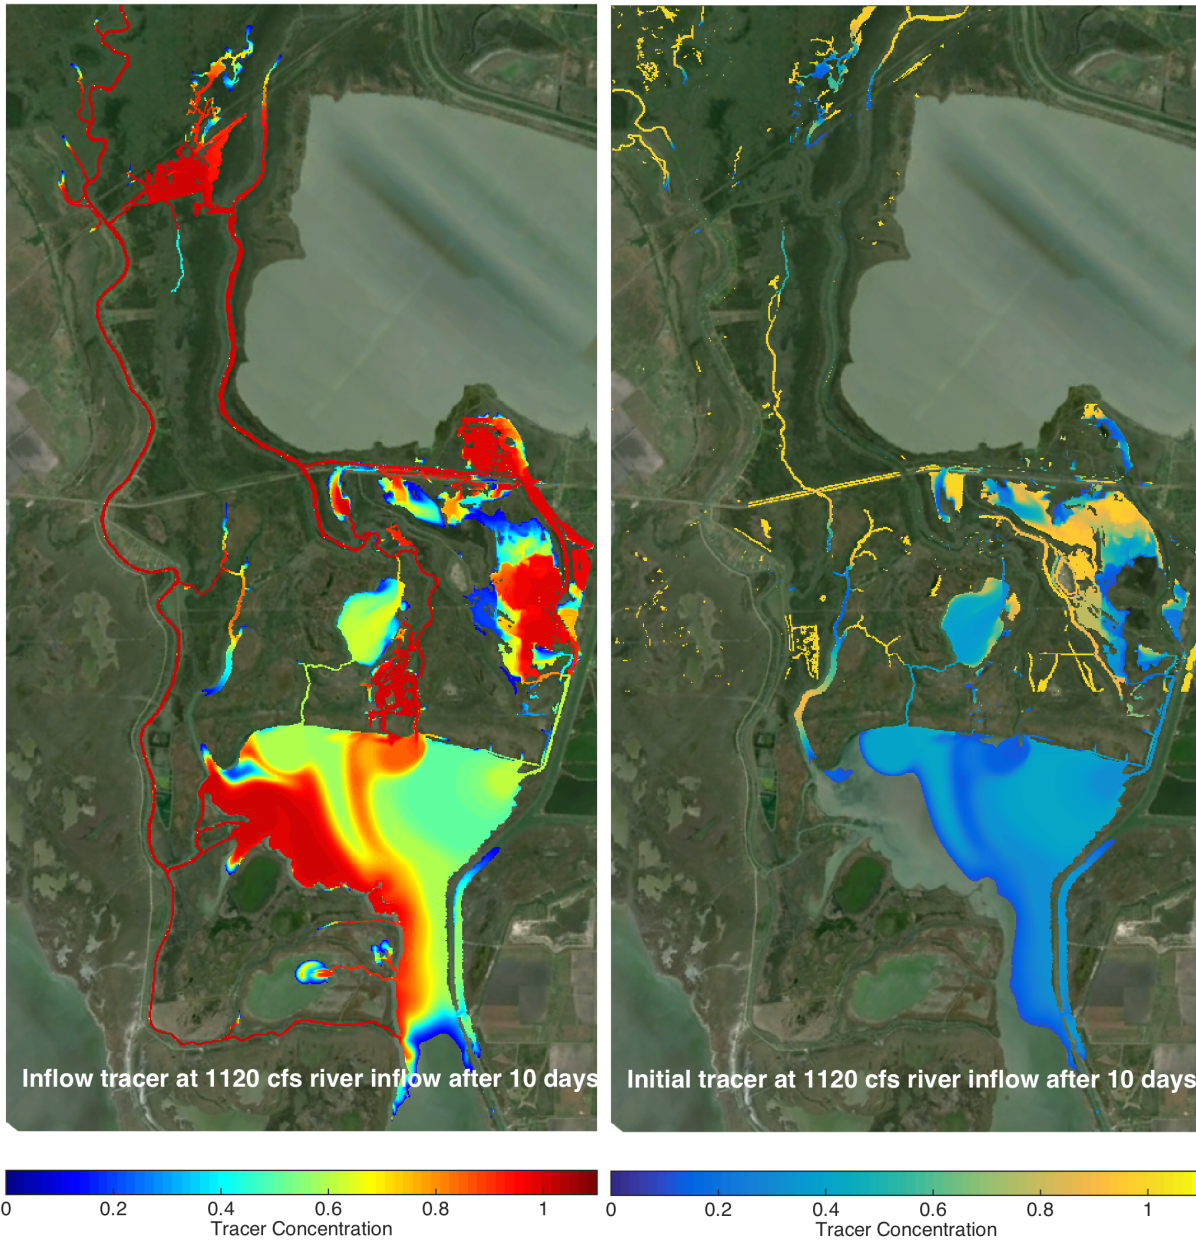 Inflow tracer at 1120 cfs river inflow after 10 days
Initial tracer at 1120 cfs river inflow after 10 days
0 0.2 0.4 0.6 0.8 1
Tracer Concentration
0 0.2 0.4 0.6 0.8 1
Tracer Concentration